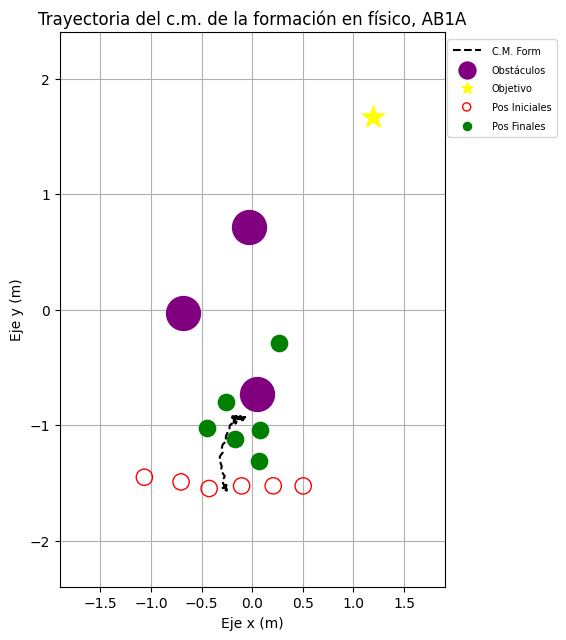 Trayectoria del c.m. de la formación en físico, AB1A
C.M. Form
Obstáculos
Objetivo
Pos Iniciales
Pos Finales
Eje y (m)
2
1
0
−1
−2
−1.5
−1.0
−0.5
0.0
0.5
1.0
1.5
Eje x (m)